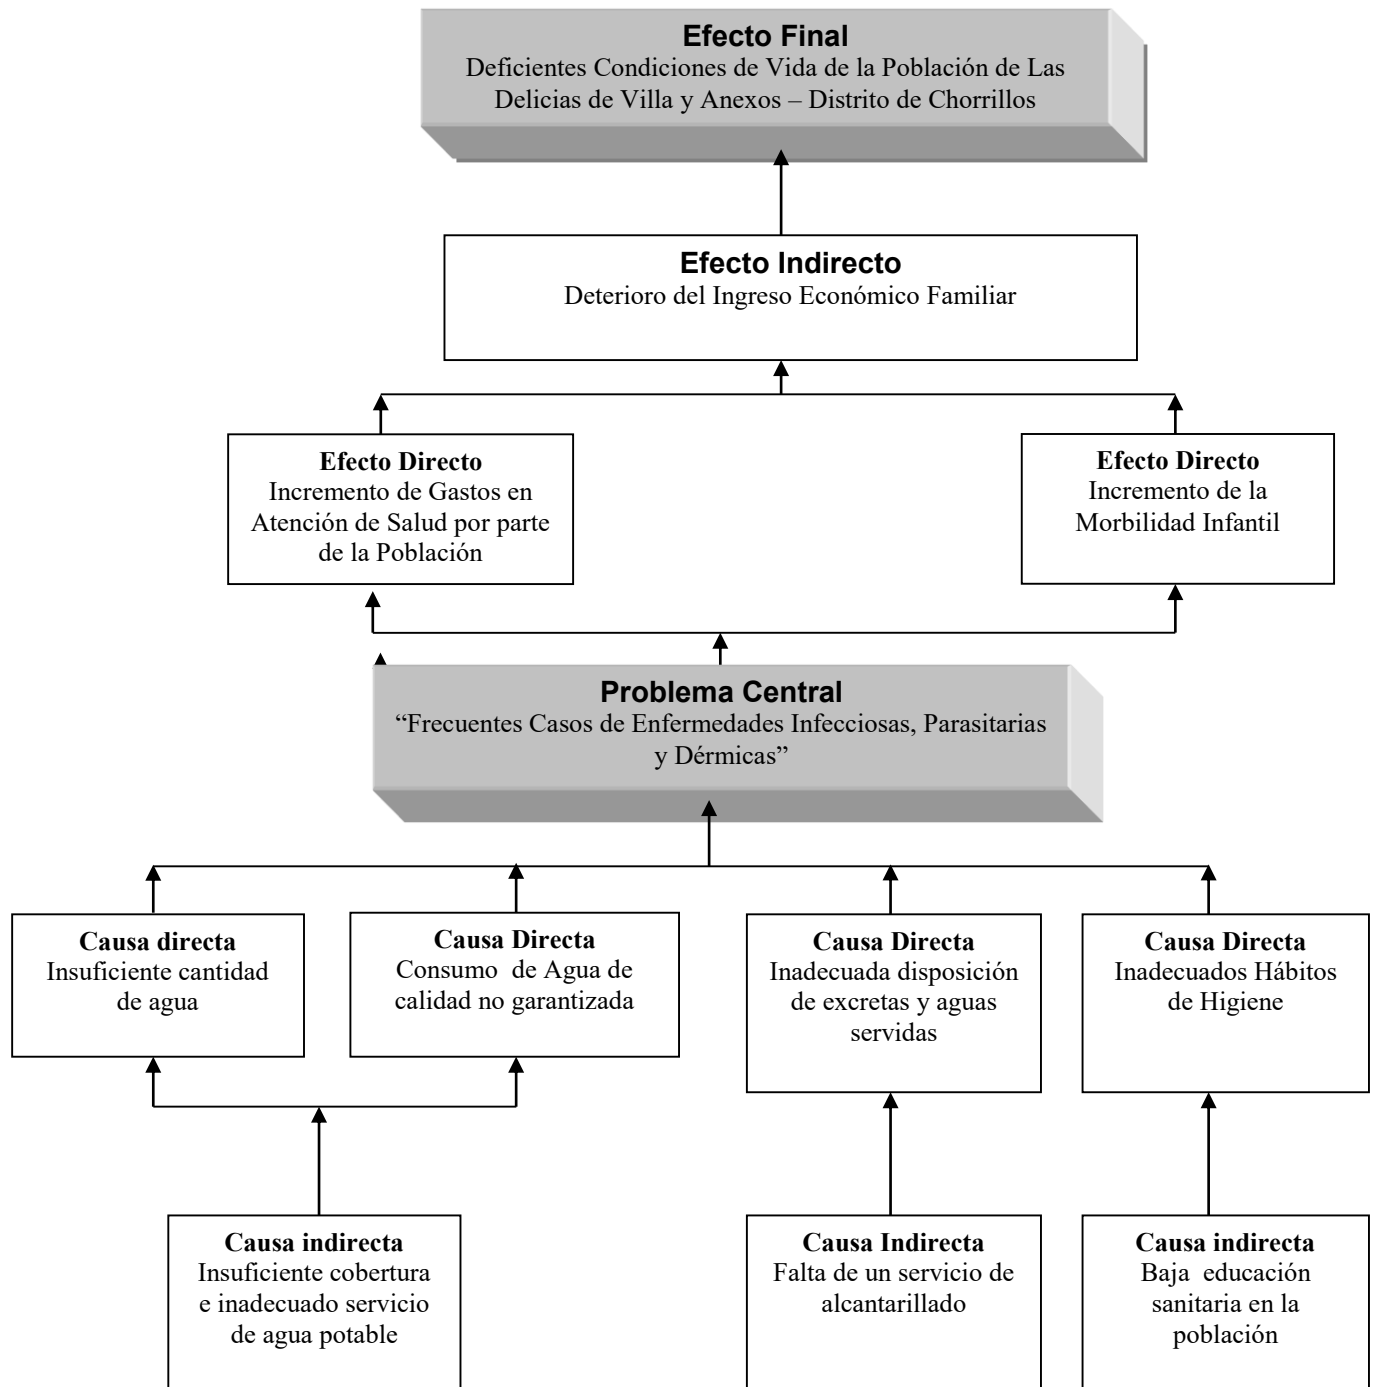 Efecto Final
Deficientes Condiciones de Vida de la Población de Las
Delicias de Villa y Anexos – Distrito de Chorrillos
Efecto Indirecto
Deterioro del Ingreso Económico Familiar
Efecto Directo
Incremento de Gastos en
Atención de Salud por parte
de la Población
Efecto Directo
Incremento de la
Morbilidad Infantil
Problema Central
“Frecuentes Casos de Enfermedades Infecciosas, Parasitarias
y Dérmicas”
Causa directa
Insuficiente cantidad
de agua
Causa Directa
Consumo  de Agua de
calidad no garantizada
Causa Directa
Inadecuada disposición
de excretas y aguas
servidas
Causa Directa
Inadecuados Hábitos
de Higiene
Causa indirecta
Insuficiente cobertura
e inadecuado servicio
de agua potable
Causa Indirecta
Falta de un servicio de
alcantarillado
Causa indirecta
Baja  educación
sanitaria en la
población